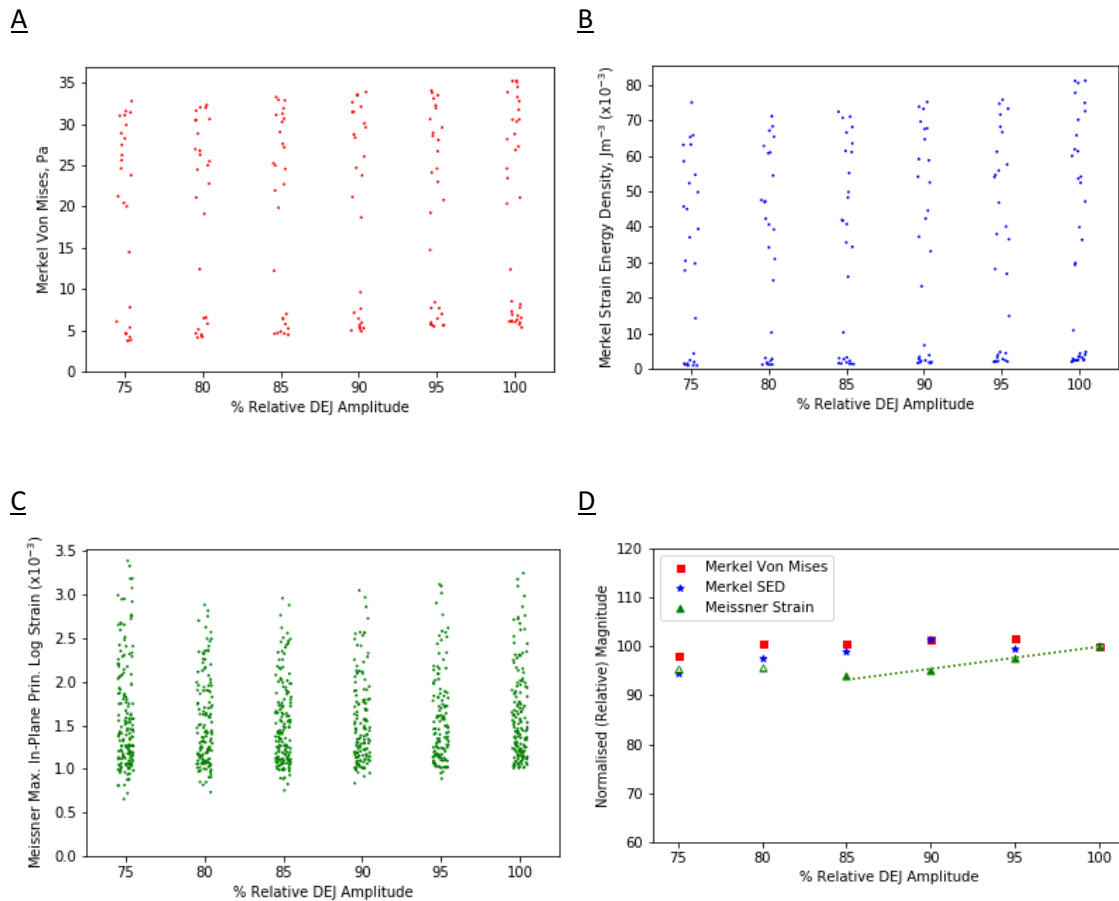 A
Merkel Von Mises, Pa
35
30
25
20
15
10
5
0
75 80 85 90 95 100
% Relative DEJ Amplitude
B
Merkel Strain Energy Density, Jm⁻³ (x10⁻³)
80
70
60
50
40
30
20
10
0
75 80 85 90 95 100
% Relative DEJ Amplitude
C
Meissner Max. In-Plane Prin. Log Strain (x10⁻³)
3.5
3.0
2.5
2.0
1.5
1.0
0.5
0.0
75 80 85 90 95 100
% Relative DEJ Amplitude
D
Normalised (Relative) Magnitude
120
110
100
90
80
70
60
Merkel Von Mises
Merkel SED
Meissner Strain
75 80 85 90 95 100
% Relative DEJ Amplitude